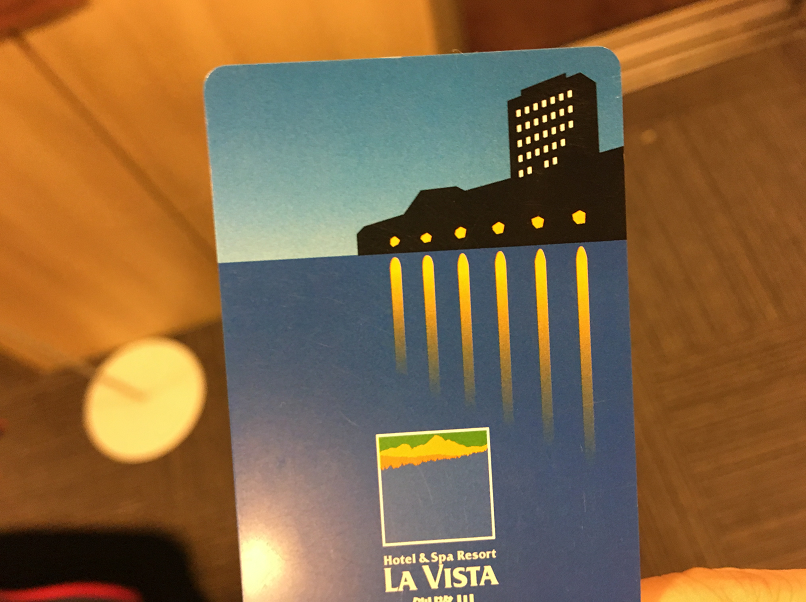 Hotel & Spa Resort
LA VISTA